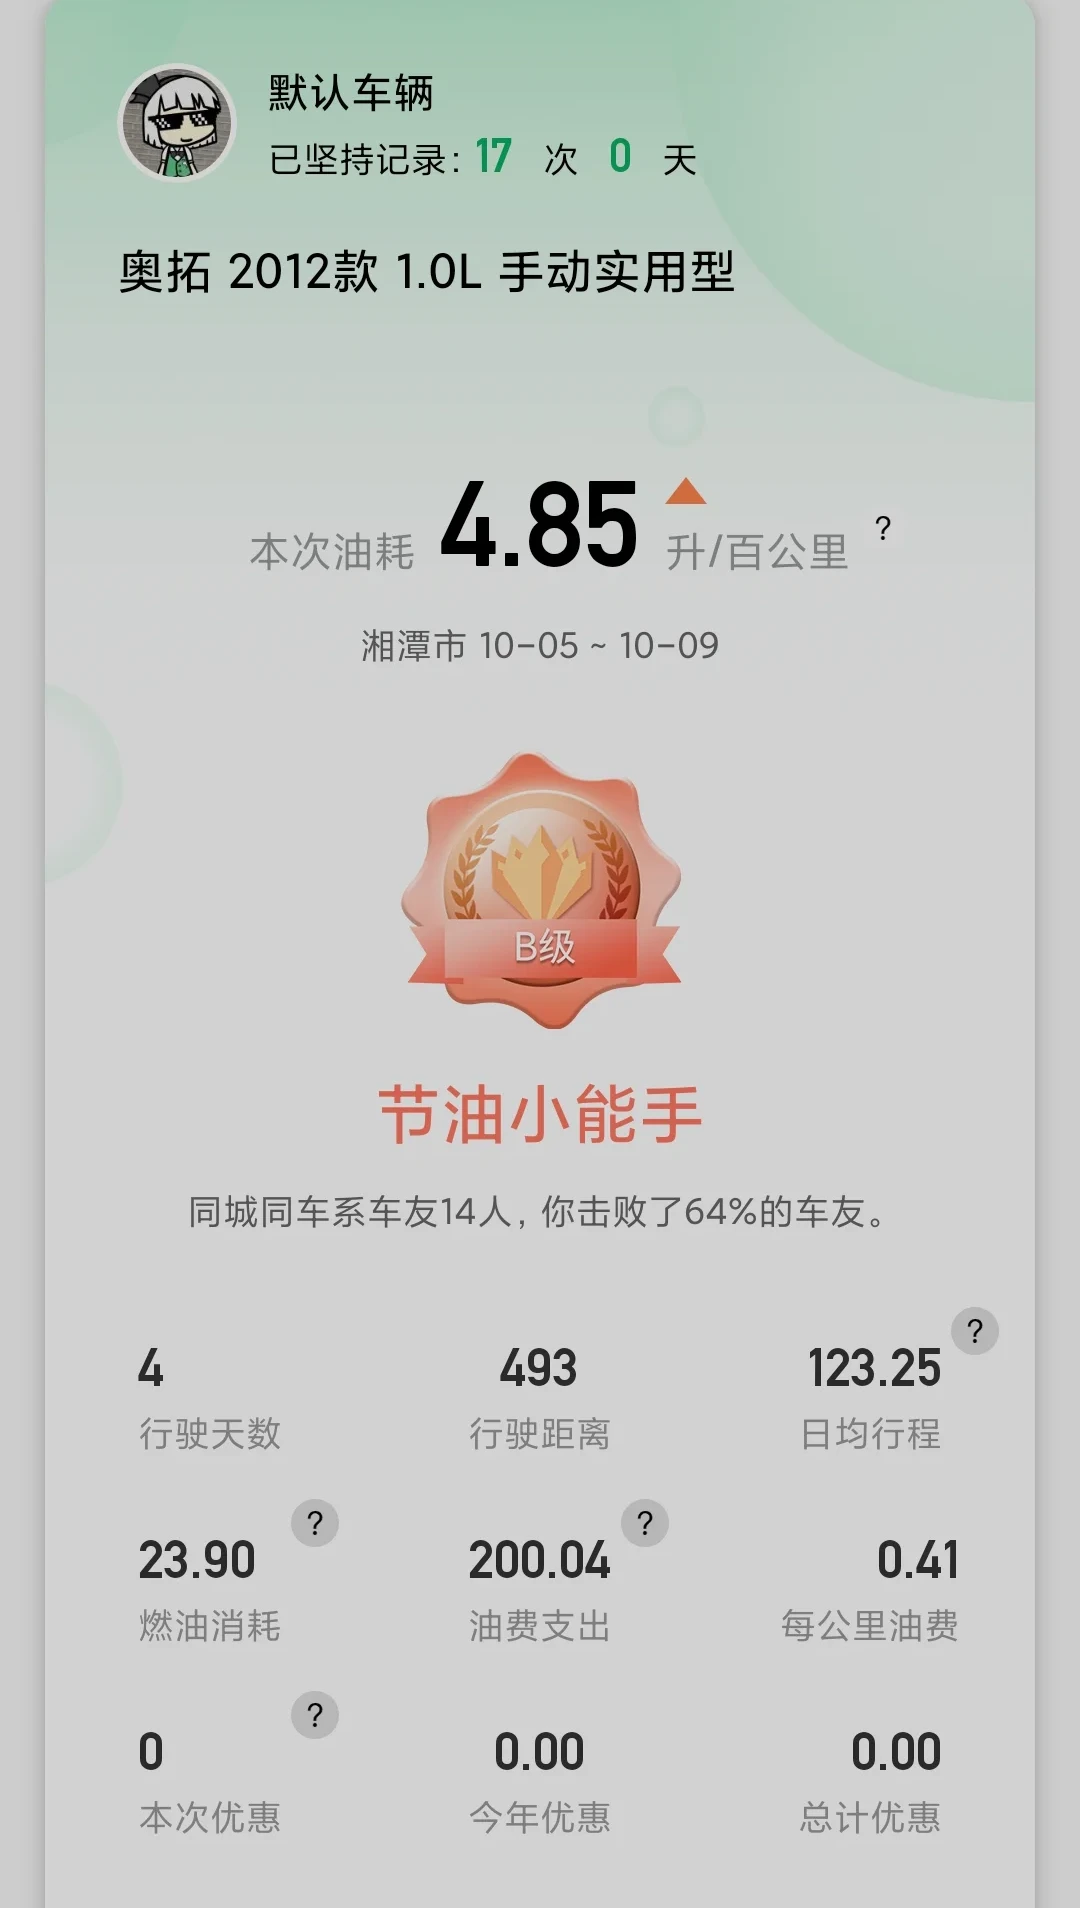 默认车辆
已坚持记录: 17 次 0 天
奥拓 2012款 1.0L 手动实用型
本次油耗 4.85 升/百公里 ?
湘潭市 10-05 ~ 10-09
B级
节油小能手
同城同车系车友14人, 你击败了64%的车友。
?
4 493 123.25
行驶天数 行驶距离 日均行程
? ?
23.90 200.04 0.41
燃油消耗 油费支出 每公里油费
?
0 0.00 0.00
本次优惠 今年优惠 总计优惠